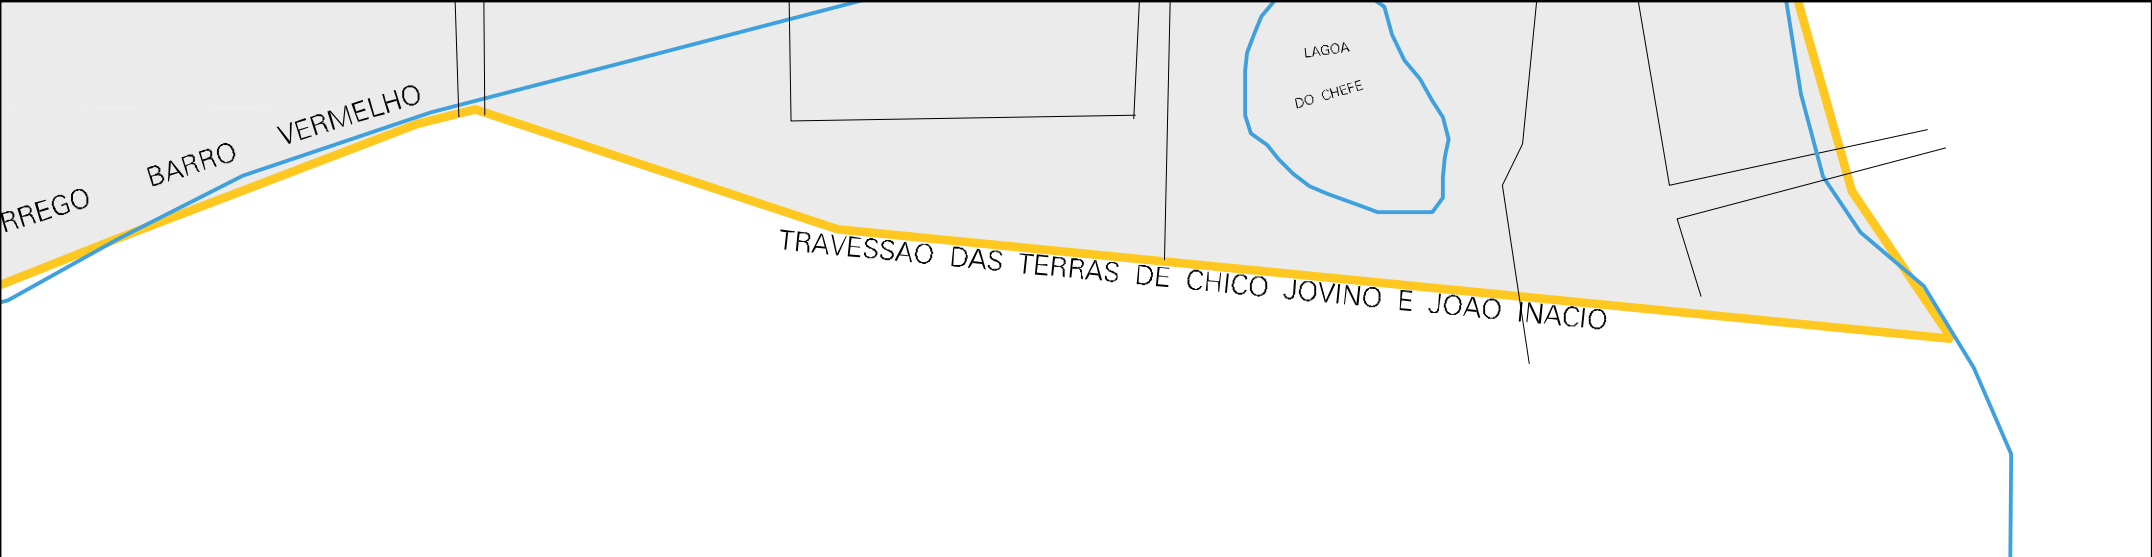 LAGOA
DO CHEFE
RREGO BARRO VERMELHO
TRAVESSAO DAS TERRAS DE CHICO JOVINO E JOAO INACIO